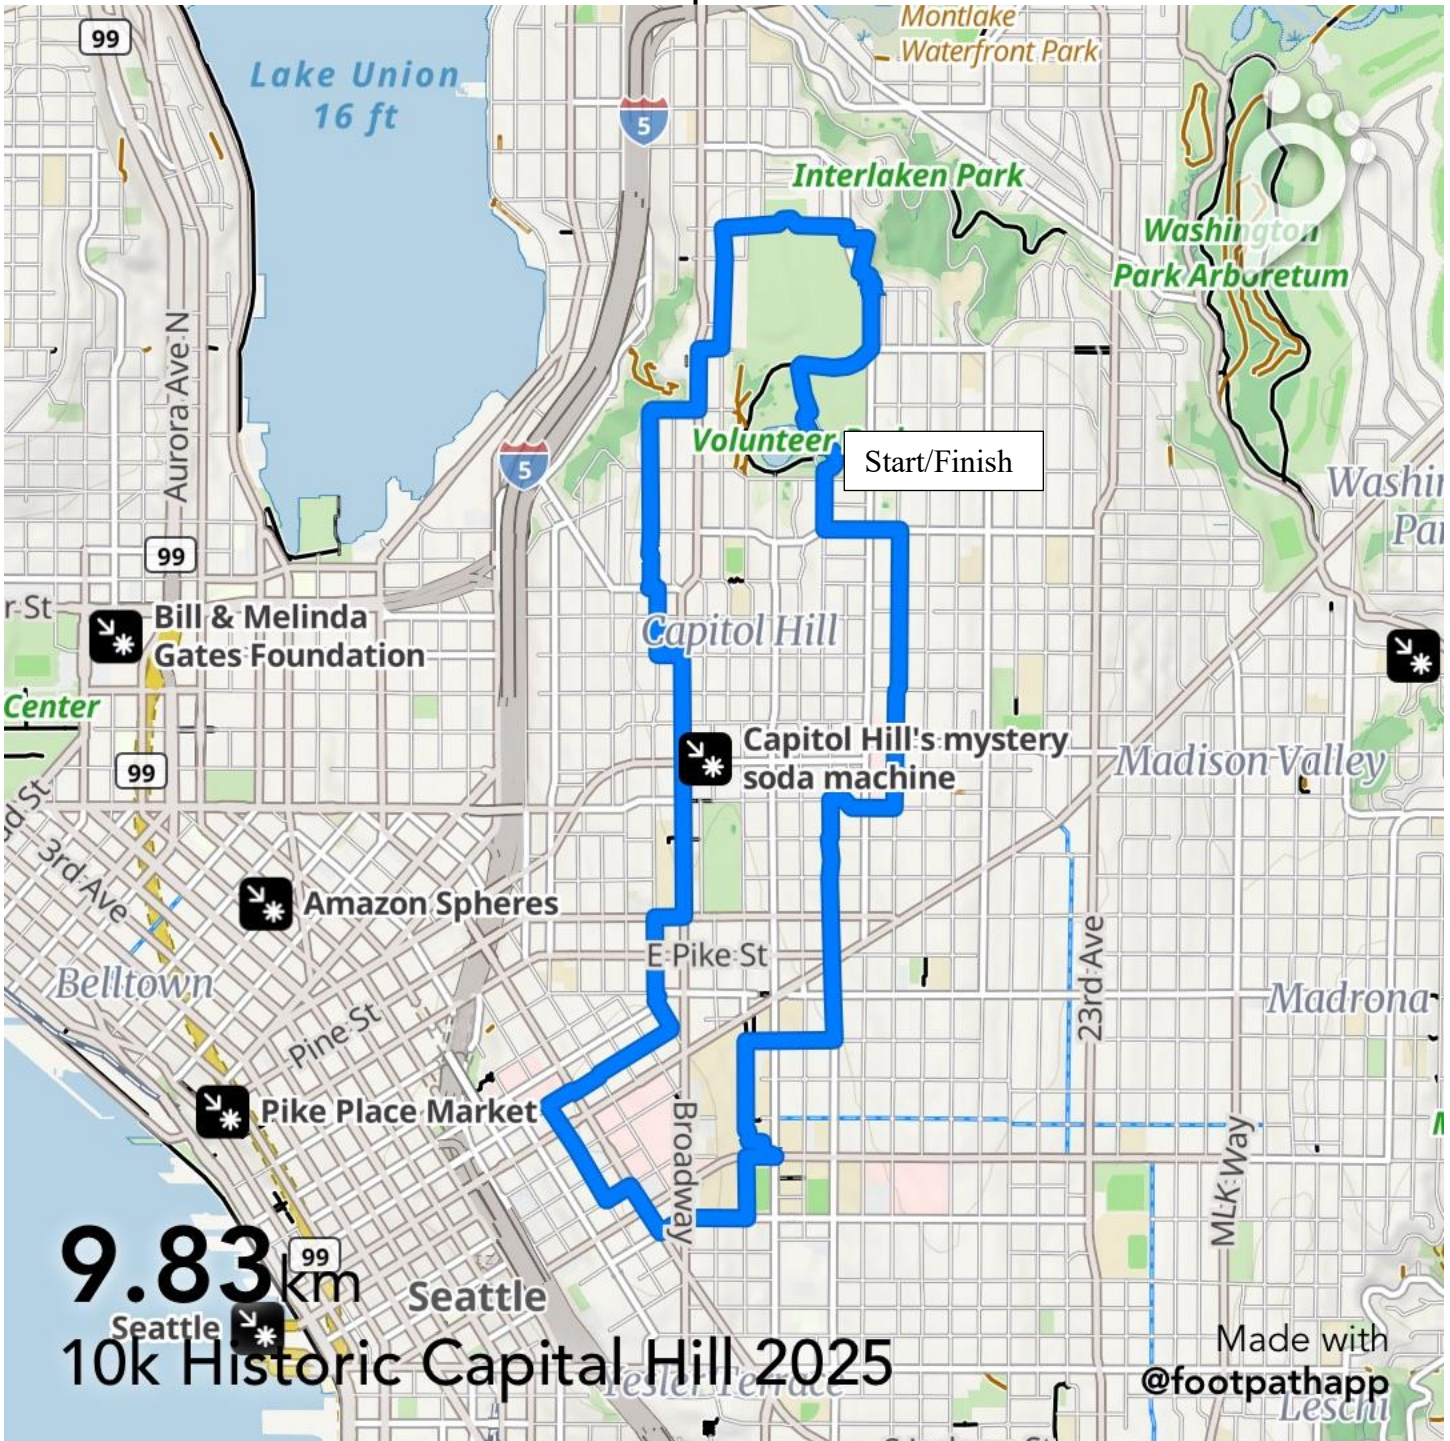 99
Montlake
Waterfront Park
Lake Union
16 ft
5
Interlaken Park
Washington
Park Arboretum
Aurora Ave N
Volunteer
Start/Finish
5
99
r St
Bill & Melinda
Gates Foundation
Capitol Hill
Center
Capitol Hill's mystery
soda machine
Madison Valley
99
3rd Ave
Amazon Spheres
E Pike St
23rd Ave
Belltown
Madrona
Pine St
Pike Place Market
Broadway
MLK Way
9.83km
99
Seattle
Seattle
10k Historic Capital Hill 2025
Yesler Terrace
Made with
@footpathapp
Leschi